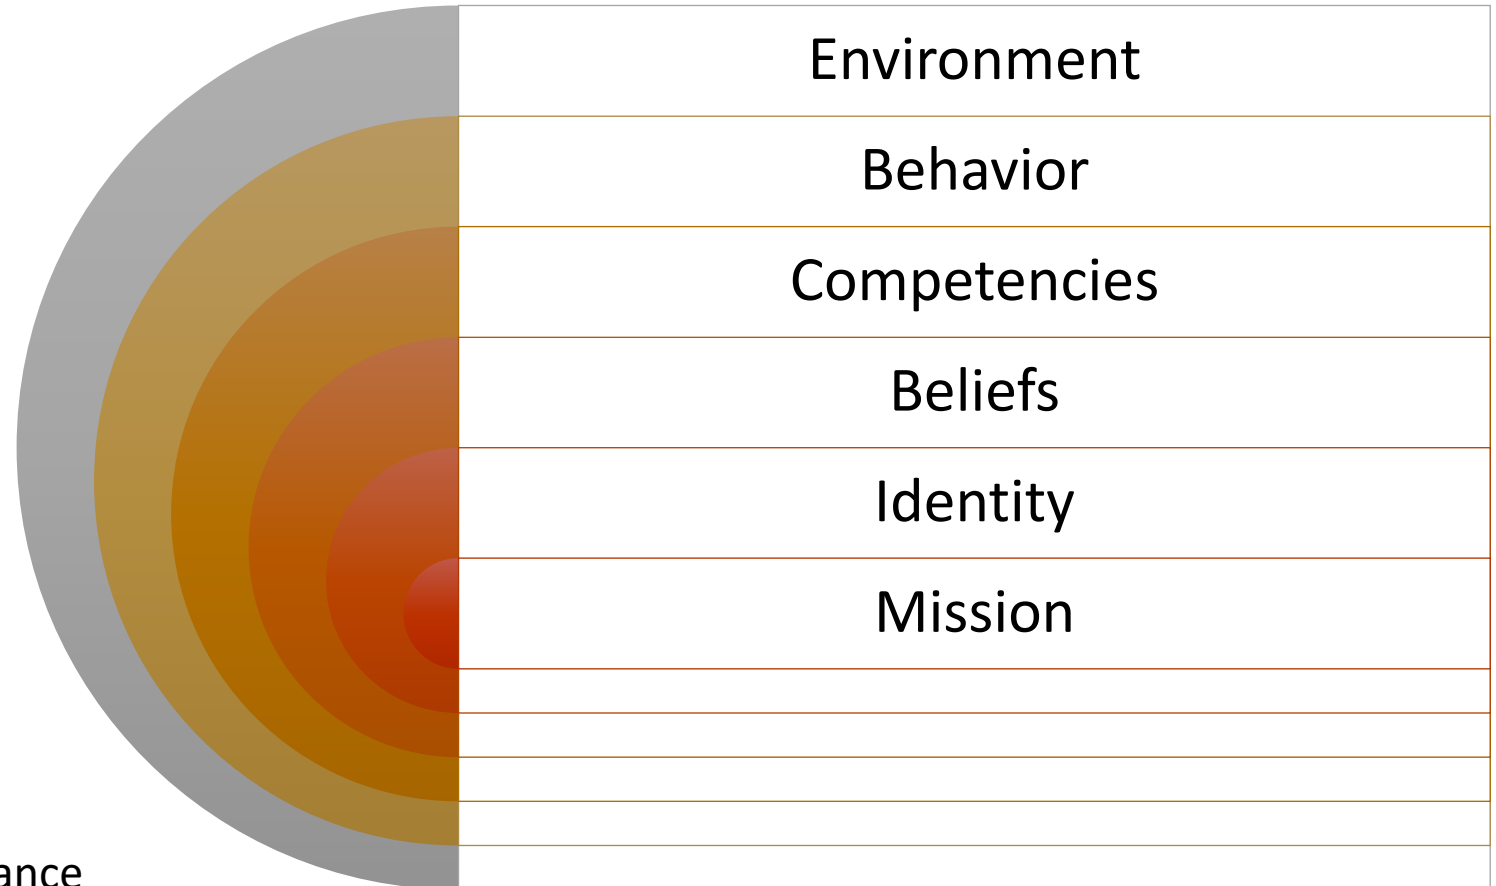 Environment
Behavior
Competencies
Beliefs
Identity
Mission
ance